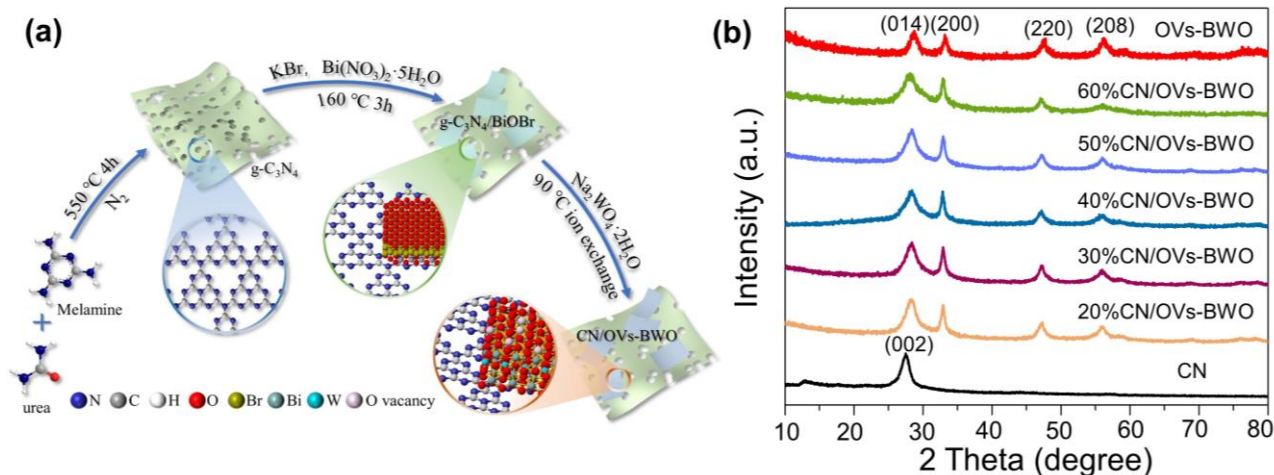 (a)
KBr, Bi(NO₃)₂·5H₂O
160 ℃ 3h
g-C₃N₄/BiOBr
g-C₃N₄
550 ℃ 4h
N₂
Na₂WO₄·2H₂O
90 ℃ ion exchange
Melamine
+
urea
CN/OVs-BWO
N C H O Br Bi W O vacancy
(b)
(014) (200) (220) (208) OVs-BWO
60%CN/OVs-BWO
50%CN/OVs-BWO
40%CN/OVs-BWO
30%CN/OVs-BWO
20%CN/OVs-BWO
(002)
CN
Intensity (a.u.)
10 20 30 40 50 60 70 80
2 Theta (degree)